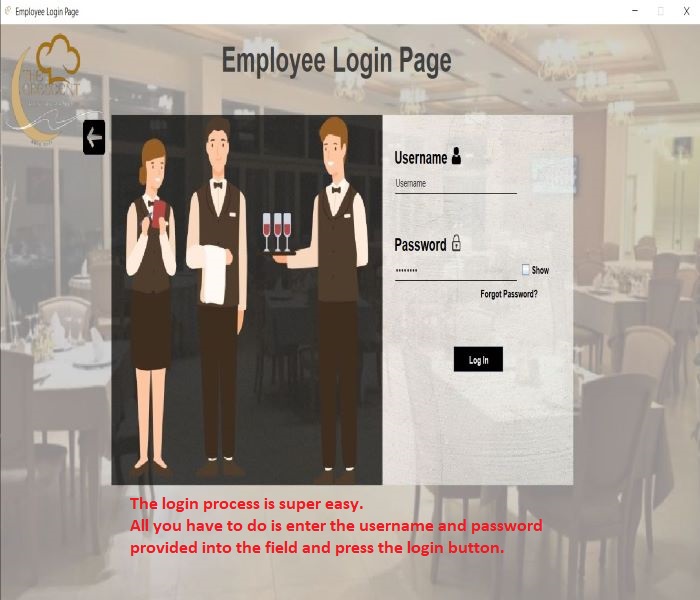 Employee Login Page
Employee Login Page
THE
CRESCENT
Username
Username
Password
········
Show
Forgot Password?
Log In
The login process is super easy.
All you have to do is enter the username and password
provided into the field and press the login button.